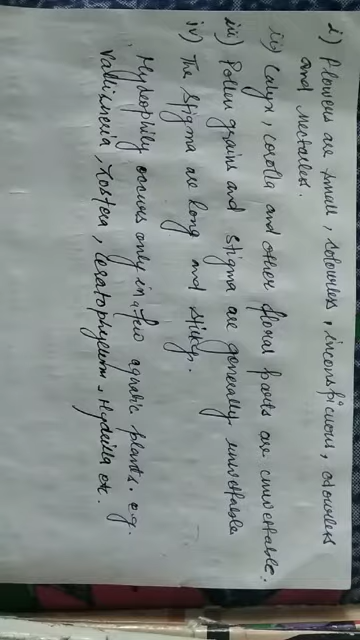 i) Flowers are small, colourless, inconspicuous, odourless
and nectarless.
ii) Calyx, corolla and other floral parts are unwettable.
iii) Pollen grains and stigma are generally unwettable
iv) The stigma are long and sticky.
Hydrophily occurs only in a few aquatic plants. e.g.
Vallisneria, Zostera, Ceratophyllum, Hydrilla etc.